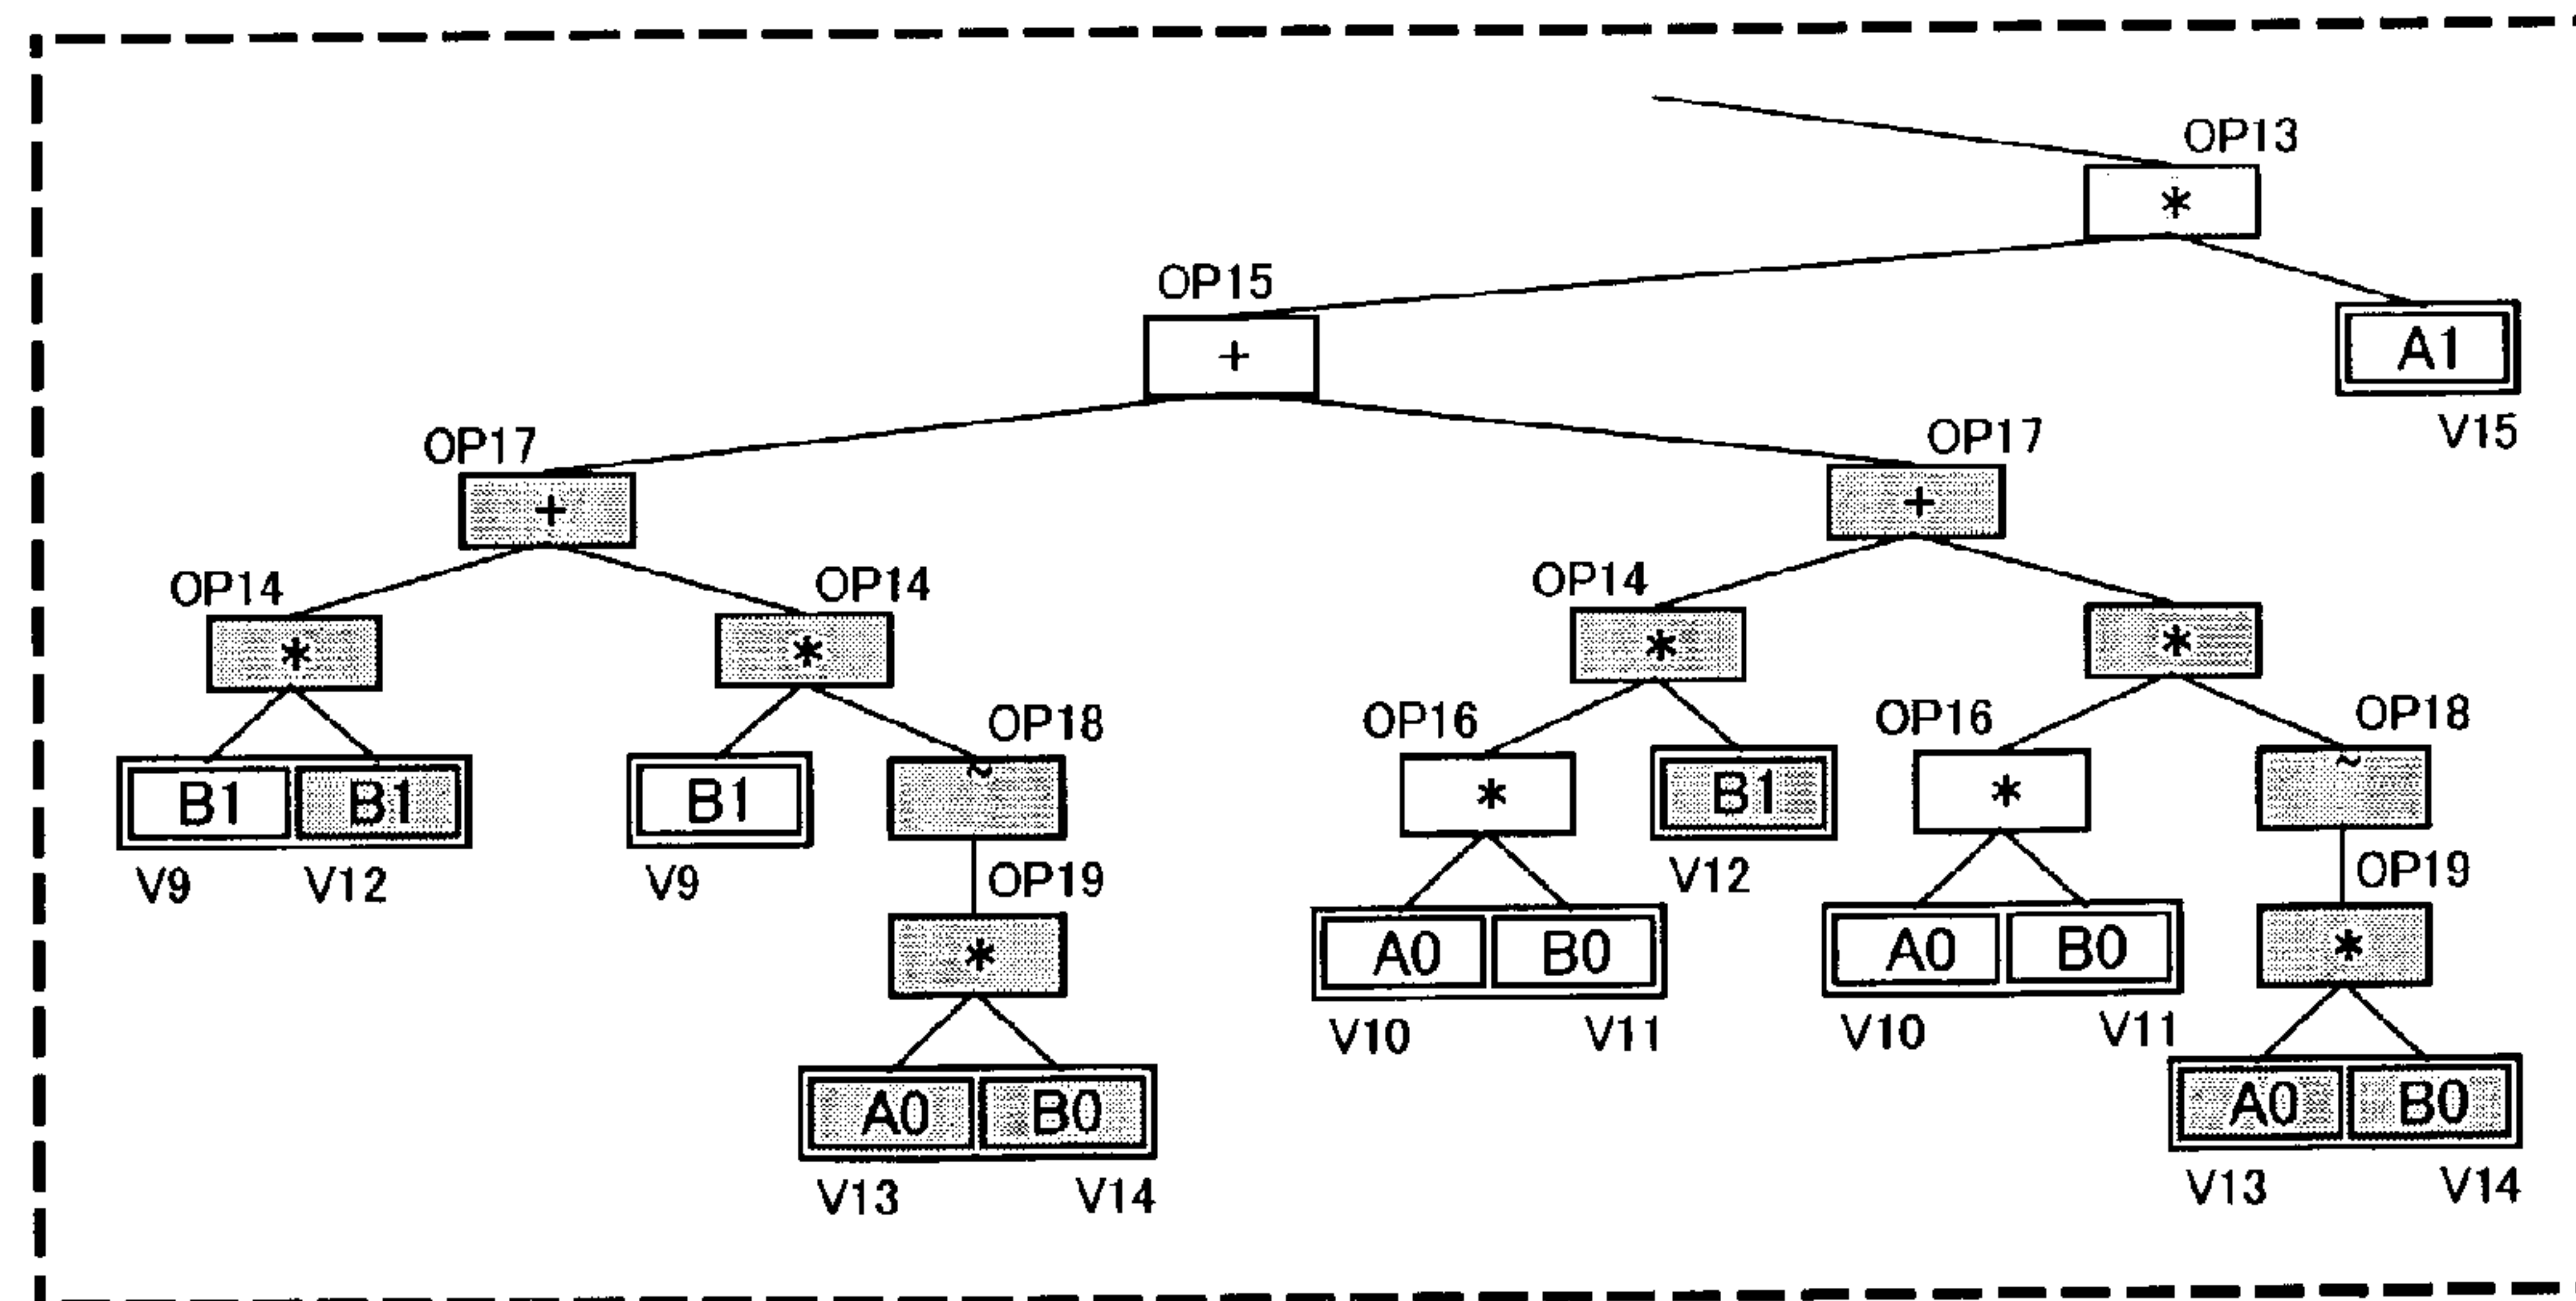 OP13
*
OP15
+
A1
V15
OP17
OP17
+
+
OP14
OP14
OP14
*
*
*
*
OP18
OP16
OP16
OP18
B1 B1
B1
~
*
B1
*
~
V9 V12
V9
OP19
V12
OP19
*
A0 B0
A0 B0
*
V10 V11
V10 V11
A0 B0
A0 B0
V13 V14
V13 V14